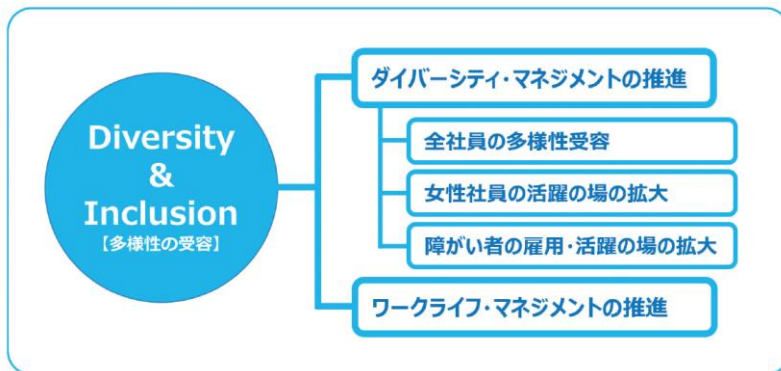 Diversity
&
Inclusion
【多様性の受容】
ダイバーシティ・マネジメントの推進
全社員の多様性受容
女性社員の活躍の場の拡大
障がい者の雇用・活躍の場の拡大
ワークライフ・マネジメントの推進